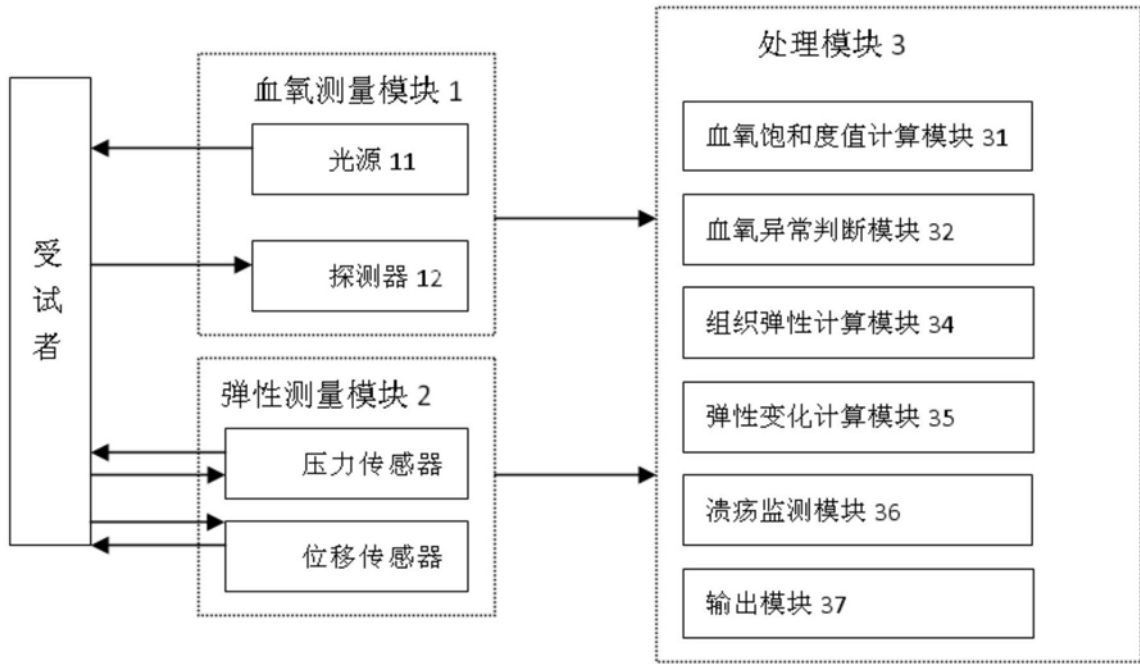 受试者
血氧测量模块 1
光源 11
探测器 12
弹性测量模块 2
压力传感器
位移传感器
处理模块 3
血氧饱和度值计算模块 31
血氧异常判断模块 32
组织弹性计算模块 34
弹性变化计算模块 35
溃疡监测模块 36
输出模块 37